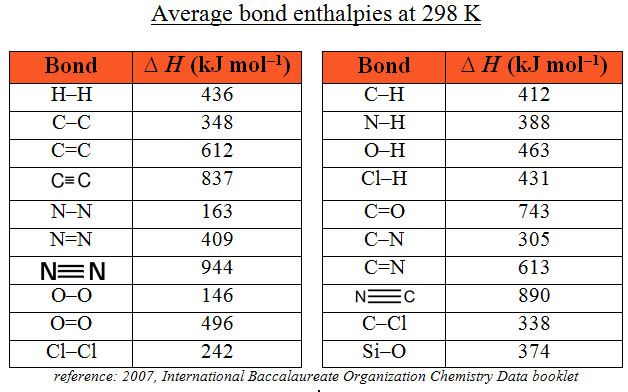 Average bond enthalpies at 298 K
Bond Δ H (kJ mol–1) Bond Δ H (kJ mol–1)
H–H 436 C–H 412
C–C 348 N–H 388
C=C 612 O–H 463
C≡C 837 Cl–H 431
N–N 163 C=O 743
N=N 409 C–N 305
N≡N 944 C=N 613
O–O 146 N≡C 890
O=O 496 C–Cl 338
Cl–Cl 242 Si–O 374
reference: 2007, International Baccalaureate Organization Chemistry Data booklet